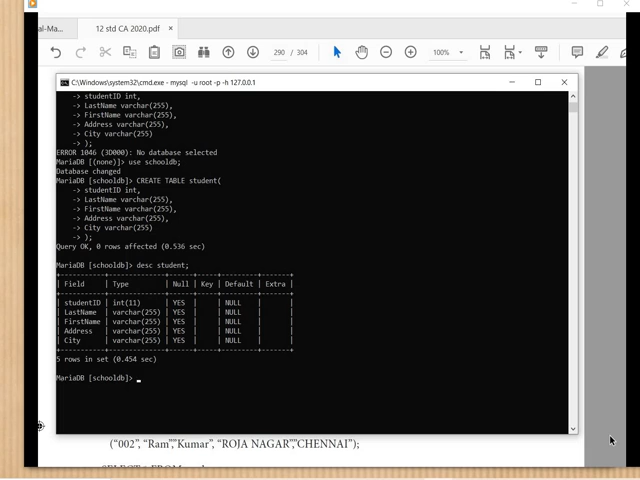 al-Ma...
12 std CA 2020.pdf ×
290 / 304
100%
C:\Windows\system32\cmd.exe - mysql -u root -p -h 127.0.0.1
-> studentID int,
-> LastName varchar(255),
-> FirstName varchar(255),
-> Address varchar(255),
-> City varchar(255)
-> );
ERROR 1046 (3D000): No database selected
MariaDB [(none)]> use schooldb;
Database changed
MariaDB [schooldb]> CREATE TABLE student(
-> studentID int,
-> LastName varchar(255),
-> FirstName varchar(255),
-> Address varchar(255),
-> City varchar(255)
-> );
Query OK, 0 rows affected (0.536 sec)
MariaDB [schooldb]> desc student;
+-----------+--------------+------+-----+---------+-------+
| Field | Type | Null | Key | Default | Extra |
+-----------+--------------+------+-----+---------+-------+
| studentID | int(11) | YES | | NULL | |
| LastName | varchar(255) | YES | | NULL | |
| FirstName | varchar(255) | YES | | NULL | |
| Address | varchar(255) | YES | | NULL | |
| City | varchar(255) | YES | | NULL | |
+-----------+--------------+------+-----+---------+-------+
5 rows in set (0.454 sec)
MariaDB [schooldb]> _
(“002”, “Ram”,”Kumar”, “ROJA NAGAR”,”CHENNAI”);